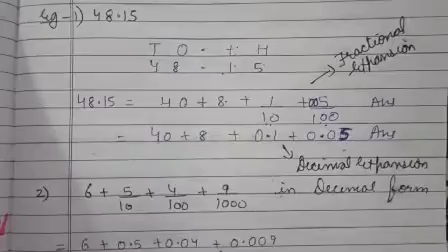 Eg - 1) 48.15
T O . t H
4 8 . 1 5
Fractional
expansion
48.15 = 40 + 8 + 1/10 + 005/100 Ans
= 40 + 8 + 0.1 + 0.05 Ans
Decimal expansion
2) 6 + 5/10 + 4/100 + 9/1000 in Decimal form
= 6 + 0.5 + 0.04 + 0.009